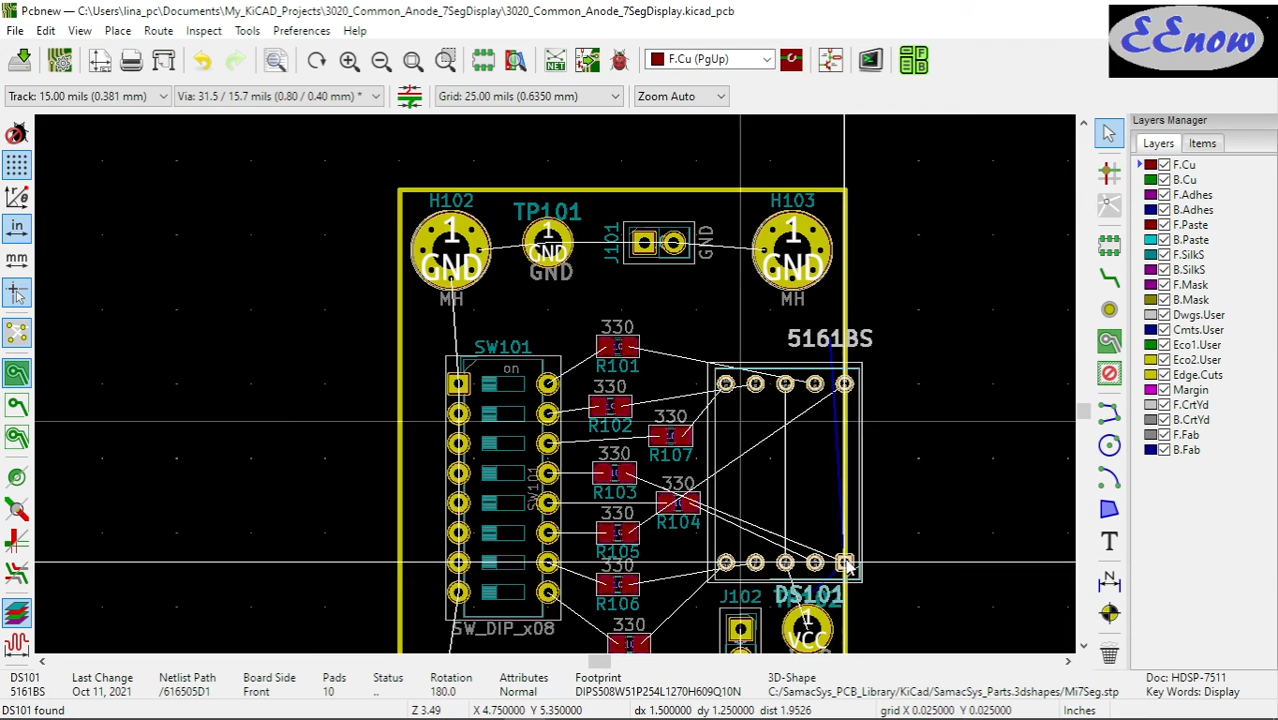 Pcbnew — C:\Users\lina_pc\Documents\My_KiCAD_Projects\3020_Common_Anode_7SegDisplay\3020_Common_Anode_7SegDisplay.kicad_pcb
EEnow
File Edit View Place Route Inspect Tools Preferences Help
NET
F.Cu (PgUp)
Track: 15.00 mils (0.381 mm)
Via: 31.5 / 15.7 mils (0.80 / 0.40 mm) *
Grid: 25.00 mils (0.6350 mm)
Zoom Auto
Layers Manager
Layers Items
F.Cu
B.Cu
F.Adhes
B.Adhes
F.Paste
B.Paste
F.SilkS
B.SilkS
F.Mask
B.Mask
Dwgs.User
Cmts.User
Eco1.User
Eco2.User
Edge.Cuts
Margin
F.CrtYd
B.CrtYd
F.Fab
B.Fab
in
mm
H102
1
GND
MH
TP101
1
GND
GND
J101
GND
H103
1
GND
MH
5161BS
SW101
on
SW101
SW_DIP_x08
330
R101
330
R102
330
R107
330
R103
330
R104
330
R105
330
R106
330
DS101
J102
1
VCC
DS101
5161BS
Last Change
Oct 11, 2021
Netlist Path
/616505D1
Board Side
Front
Pads
10
Status
..
Rotation
180.0
Attributes
Normal
Footprint
DIPS508W51P254L1270H609Q10N
3D-Shape
C:/SamacSys_PCB_Library/KiCad/SamacSys_Parts.3dshapes/Mi7Seg.stp
Doc: HDSP-7511
Key Words: Display
DS101 found
Z 3.49
X 4.750000 Y 5.350000
dx 1.500000 dy 1.250000 dist 1.9526
grid X 0.025000 Y 0.025000
Inches